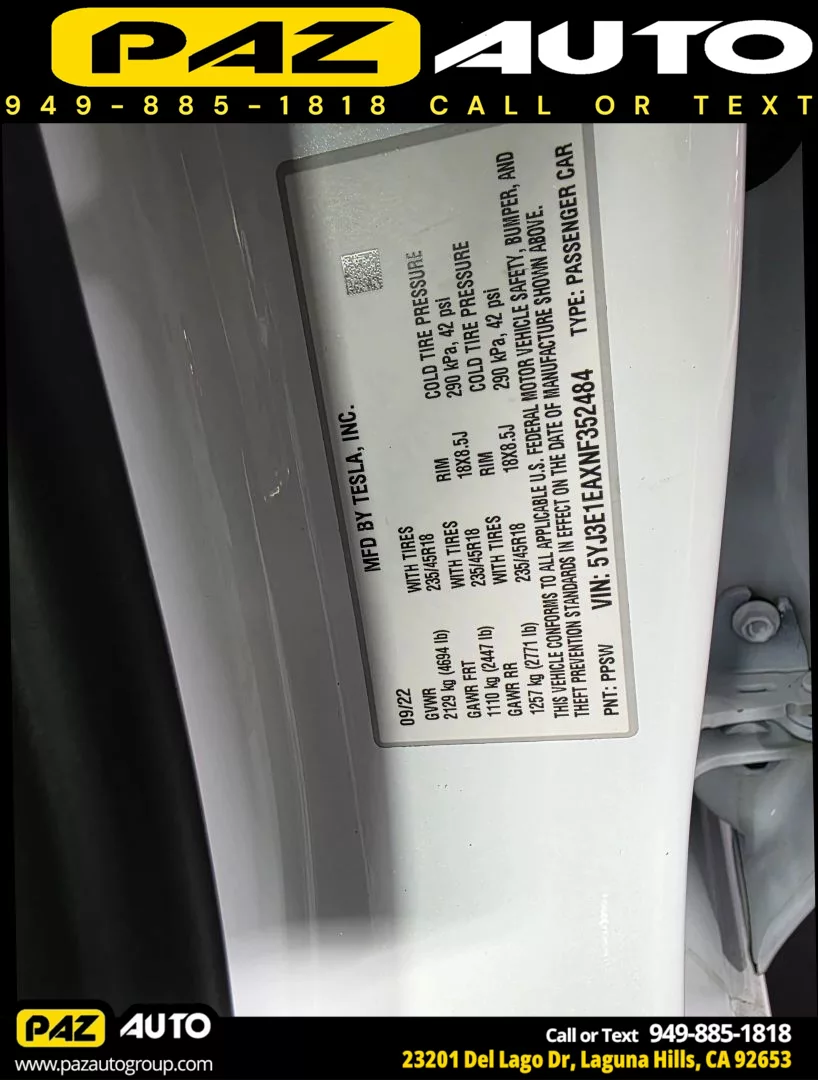 PAZ AUTO
949-885-1818 CALL OR TEXT
MFD BY TESLA, INC.
09/22
GVWR WITH TIRES RIM COLD TIRE PRESSURE
2129 kg (4694 lb) 235/45R18 18X8.5J 290 kPa, 42 psi
GAWR FRT WITH TIRES RIM COLD TIRE PRESSURE
1110 kg (2447 lb) 235/45R18 18X8.5J 290 kPa, 42 psi
GAWR RR WITH TIRES
1257 kg (2771 lb) 235/45R18
THIS VEHICLE CONFORMS TO ALL APPLICABLE U.S. FEDERAL MOTOR VEHICLE SAFETY, BUMPER, AND
THEFT PREVENTION STANDARDS IN EFFECT ON THE DATE OF MANUFACTURE SHOWN ABOVE.
PNT: PPSW VIN: 5YJ3E1EAXNF352484 TYPE: PASSENGER CAR
PAZ AUTO
www.pazautogroup.com
Call or Text 949-885-1818
23201 Del Lago Dr, Laguna Hills, CA 92653